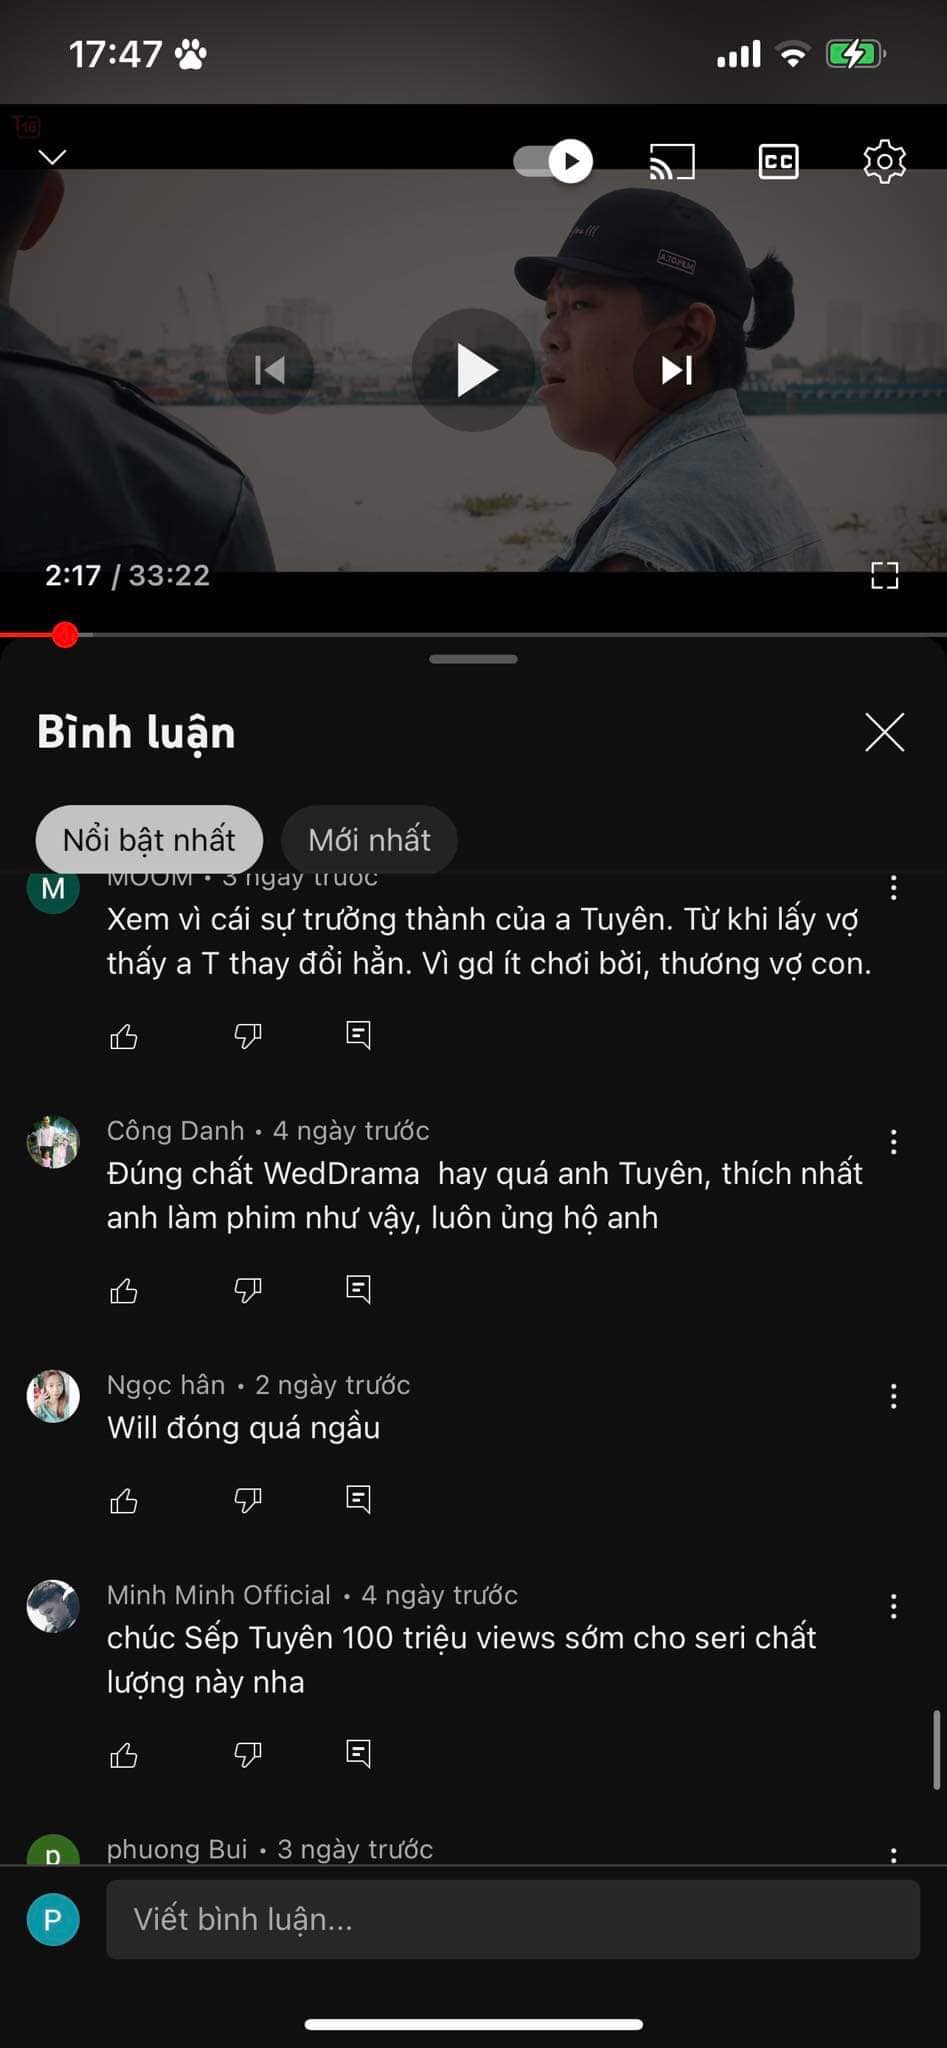 17:47
T16
CC
A.TO.FILM
2:17 / 33:22
Bình luận
Nổi bật nhất
Mới nhất
M
MOOM • 3 ngày trước
Xem vì cái sự trưởng thành của a Tuyên. Từ khi lấy vợ
thấy a T thay đổi hẳn. Vì gd ít chơi bời, thương vợ con.
Công Danh • 4 ngày trước
Đúng chất WedDrama  hay quá anh Tuyên, thích nhất
anh làm phim như vậy, luôn ủng hộ anh
Ngọc hân • 2 ngày trước
Will đóng quá ngầu
Minh Minh Official • 4 ngày trước
chúc Sếp Tuyên 100 triệu views sớm cho seri chất
lượng này nha
p
phuong Bui • 3 ngày trước
P
Viết bình luận...